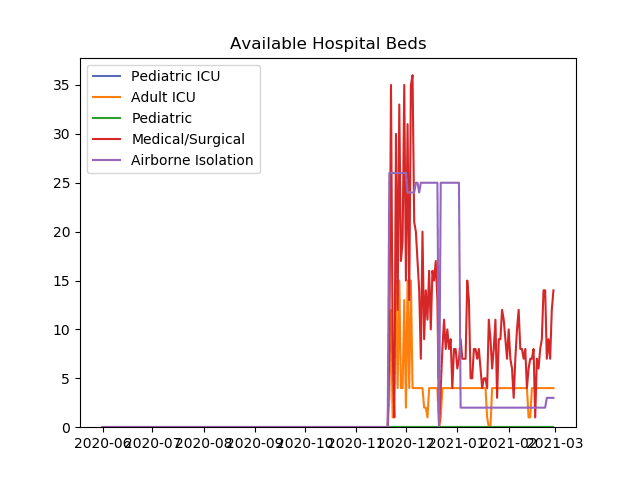 Available Hospital Beds
Pediatric ICU
Adult ICU
Pediatric
Medical/Surgical
Airborne Isolation
35
30
25
20
15
10
5
0
2020-06 2020-07 2020-08 2020-09 2020-10 2020-11 2020-12 2021-01 2021-02 2021-03